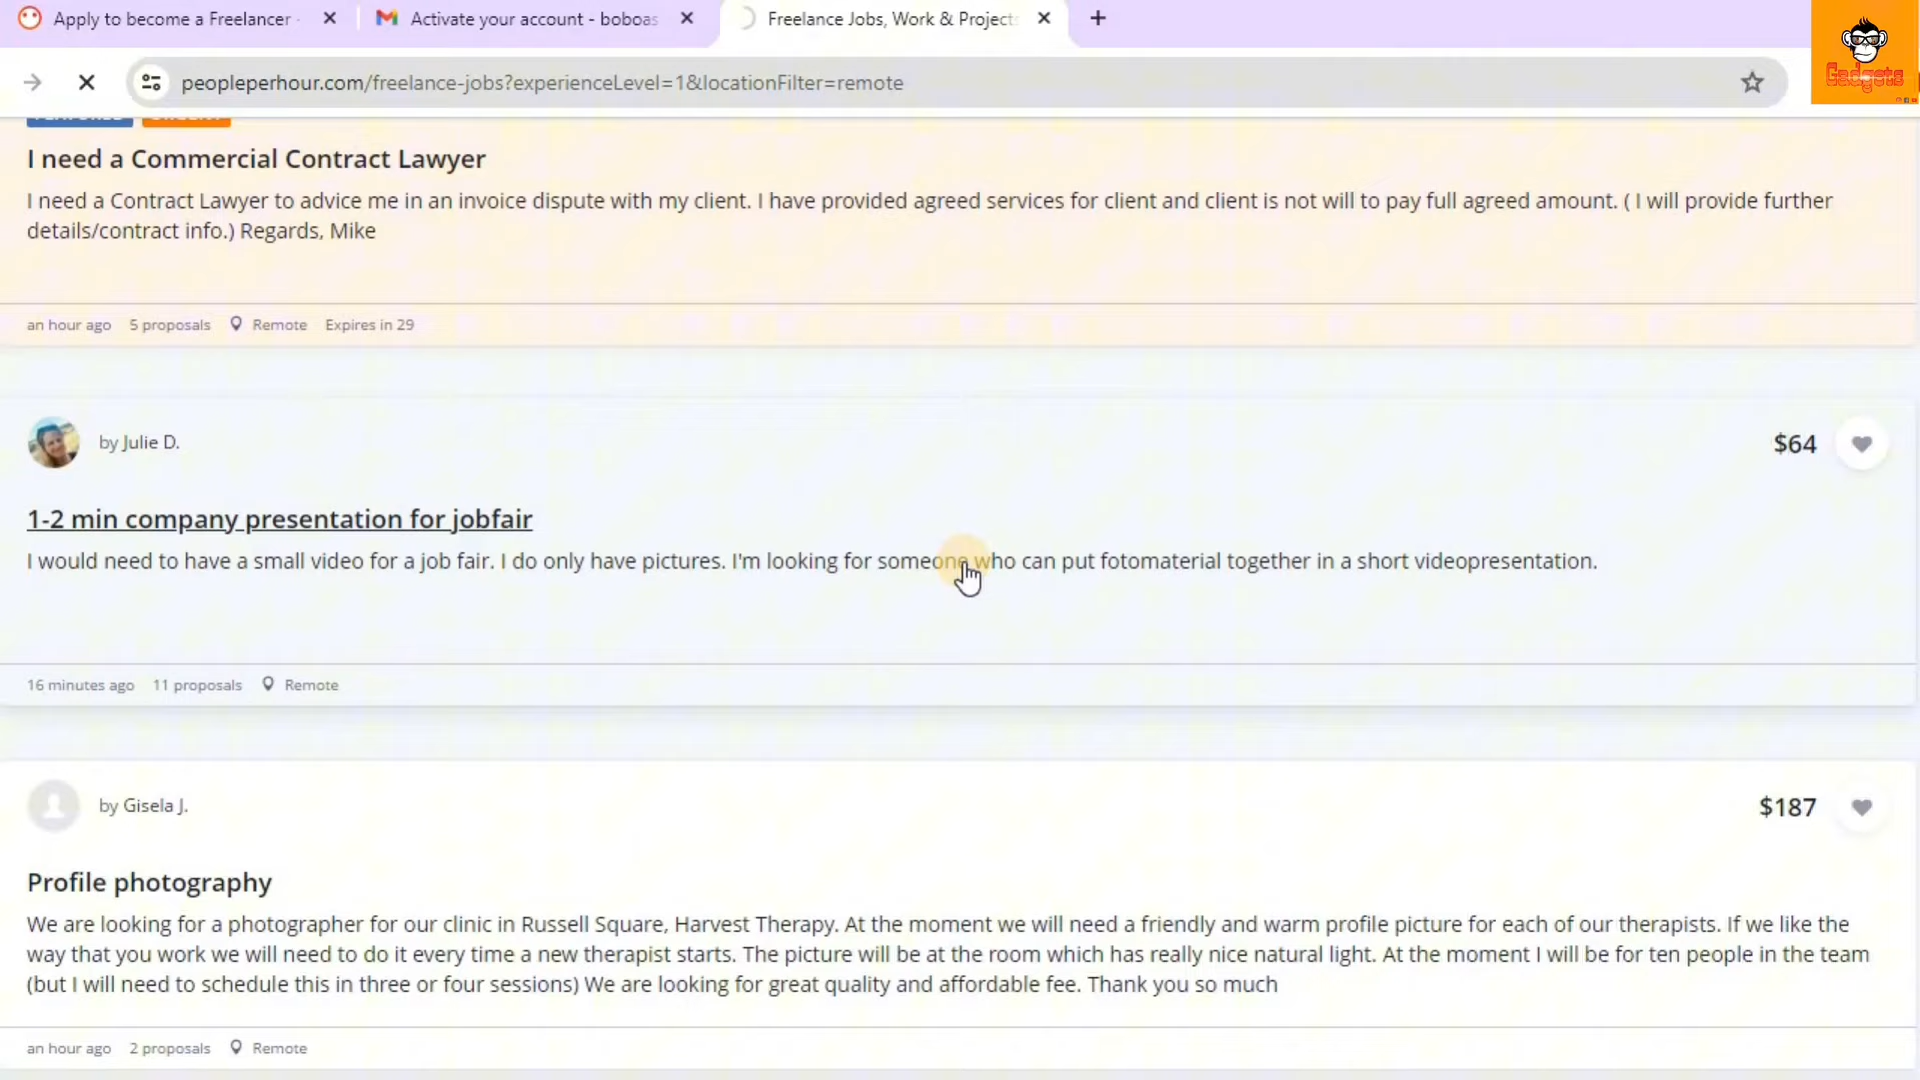 Apply to become a Freelancer
Activate your account - boboas
Freelance Jobs, Work & Project
Gadgets
peopleperhour.com/freelance-jobs?experienceLevel=1&locationFilter=remote
I need a Commercial Contract Lawyer
I need a Contract Lawyer to advice me in an invoice dispute with my client. I have provided agreed services for client and client is not will to pay full agreed amount. ( I will provide further
details/contract info.) Regards, Mike
an hour ago 5 proposals Remote Expires in 29
by Julie D.
$64
1-2 min company presentation for jobfair
I would need to have a small video for a job fair. I do only have pictures. I'm looking for someone who can put fotomaterial together in a short videopresentation.
16 minutes ago 11 proposals Remote
by Gisela J.
$187
Profile photography
We are looking for a photographer for our clinic in Russell Square, Harvest Therapy. At the moment we will need a friendly and warm profile picture for each of our therapists. If we like the
way that you work we will need to do it every time a new therapist starts. The picture will be at the room which has really nice natural light. At the moment I will be for ten people in the team
(but I will need to schedule this in three or four sessions) We are looking for great quality and affordable fee. Thank you so much
an hour ago 2 proposals Remote